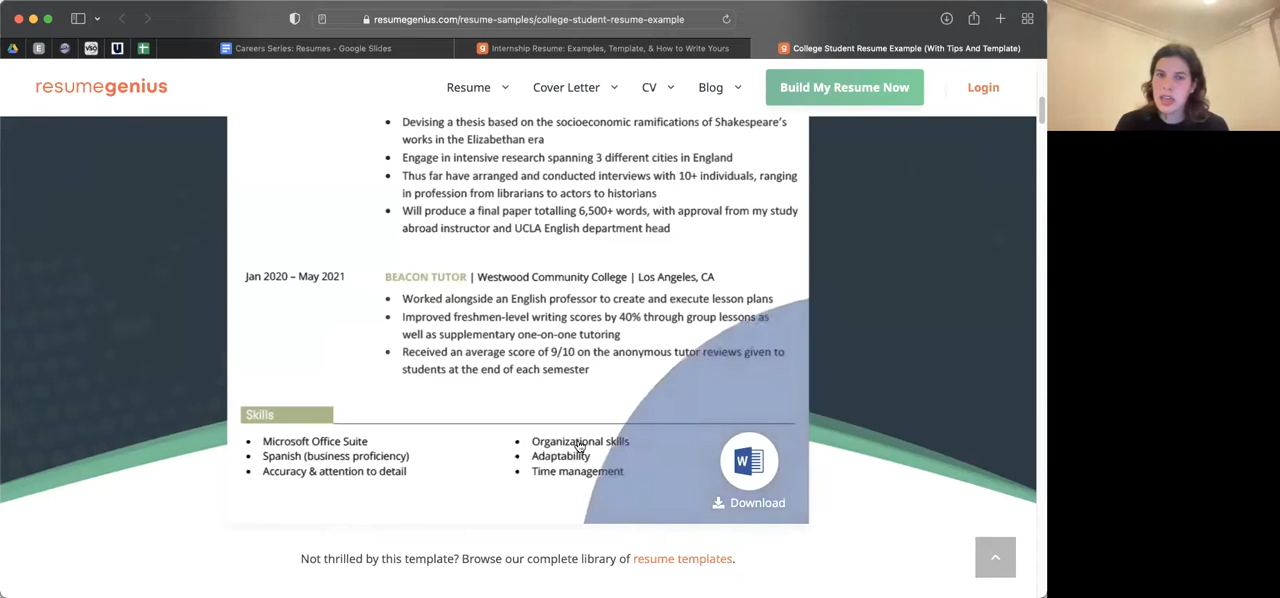 resumegenius.com/resume-samples/college-student-resume-example
Careers Series: Resumes - Google Slides
Internship Resume: Examples, Template, & How to Write Yours
College Student Resume Example (With Tips And Template)
resumegenius
Resume
Cover Letter
CV
Blog
Build My Resume Now
Login
• Devising a thesis based on the socioeconomic ramifications of Shakespeare's
works in the Elizabethan era
• Engage in intensive research spanning 3 different cities in England
• Thus far have arranged and conducted interviews with 10+ individuals, ranging
in profession from librarians to actors to historians
• Will produce a final paper totalling 6,500+ words, with approval from my study
abroad instructor and UCLA English department head
Jan 2020 – May 2021
BEACON TUTOR | Westwood Community College | Los Angeles, CA
• Worked alongside an English professor to create and execute lesson plans
• Improved freshmen-level writing scores by 40% through group lessons as
well as supplementary one-on-one tutoring
• Received an average score of 9/10 on the anonymous tutor reviews given to
students at the end of each semester
Skills
• Microsoft Office Suite
• Spanish (business proficiency)
• Accuracy & attention to detail
• Organizational skills
• Adaptability
• Time management
W
Download
Not thrilled by this template? Browse our complete library of resume templates.